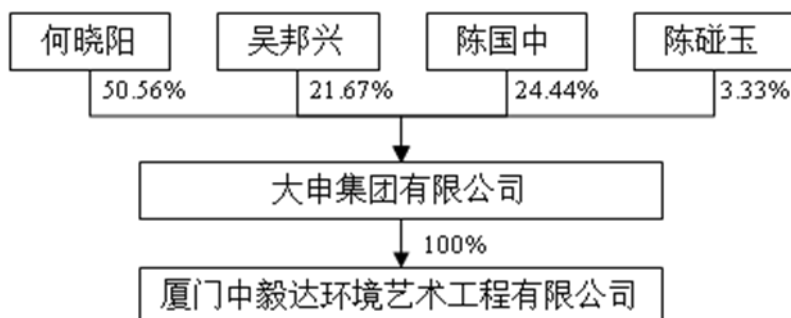 何晓阳
吴邦兴
陈国中
陈碰玉
50.56%
21.67%
24.44%
3.33%
大申集团有限公司
100%
厦门中毅达环境艺术工程有限公司